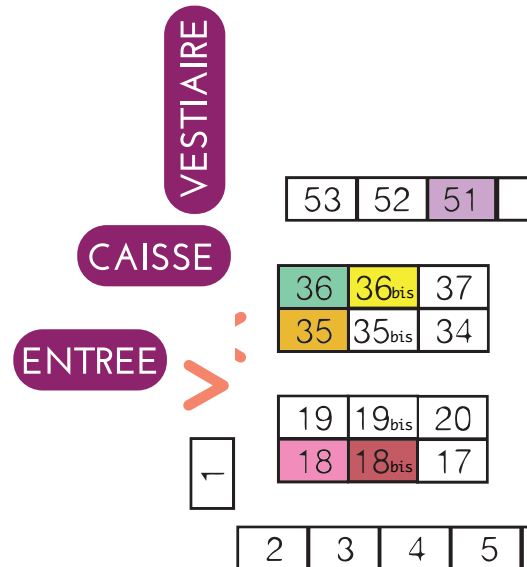 VESTIAIRE
53 52 51
CAISSE
36 36bis 37
35 35bis 34
ENTREE
19 19bis 20
18 18bis 17
1
2 3 4 5